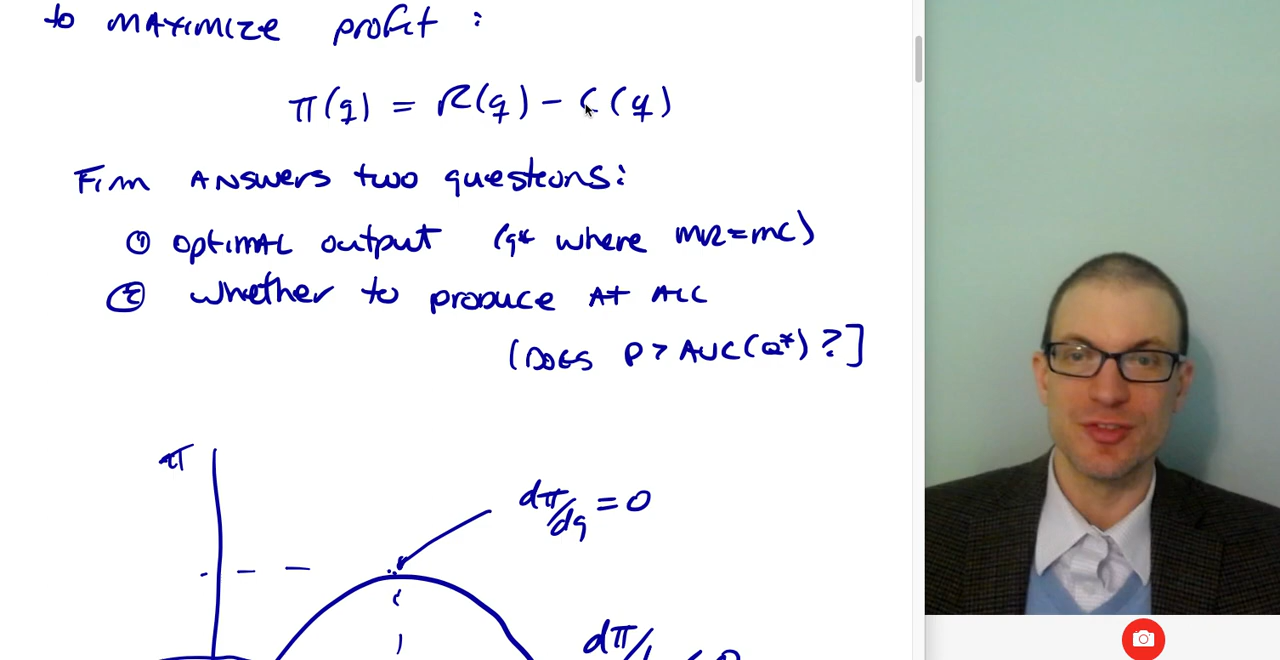 to MAXIMIZE profit :
π(q) = R(q) - C(q)
Firm ANSWERS two questions:
① OPTIMAL output (q* where MR=MC)
② whether to produce AT ALL
(DOES P > AVC(Q*) ?]
π
dπ/dq = 0